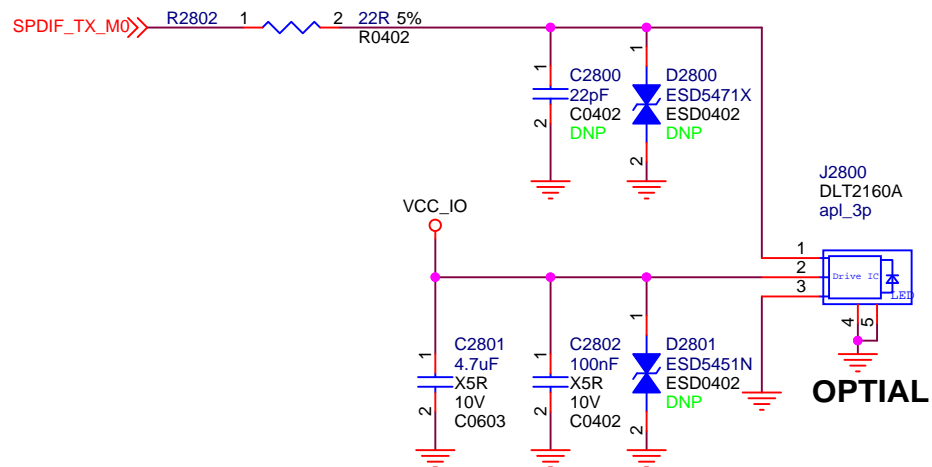 SPDIF_TX_M0 R2802 1 2 22R 5%
R0402
1 1
C2800 D2800
22pF ESD5471X
C0402 ESD0402
2 DNP 2 DNP
J2800
DLT2160A
apl_3p
VCC_IO
1
2
3
Drive IC
LED
4 5
1 1 1
C2801 C2802 D2801
4.7uF 100nF ESD5451N
X5R X5R ESD0402
10V 10V DNP
C0603 C0402
2 2 2
OPTIAL